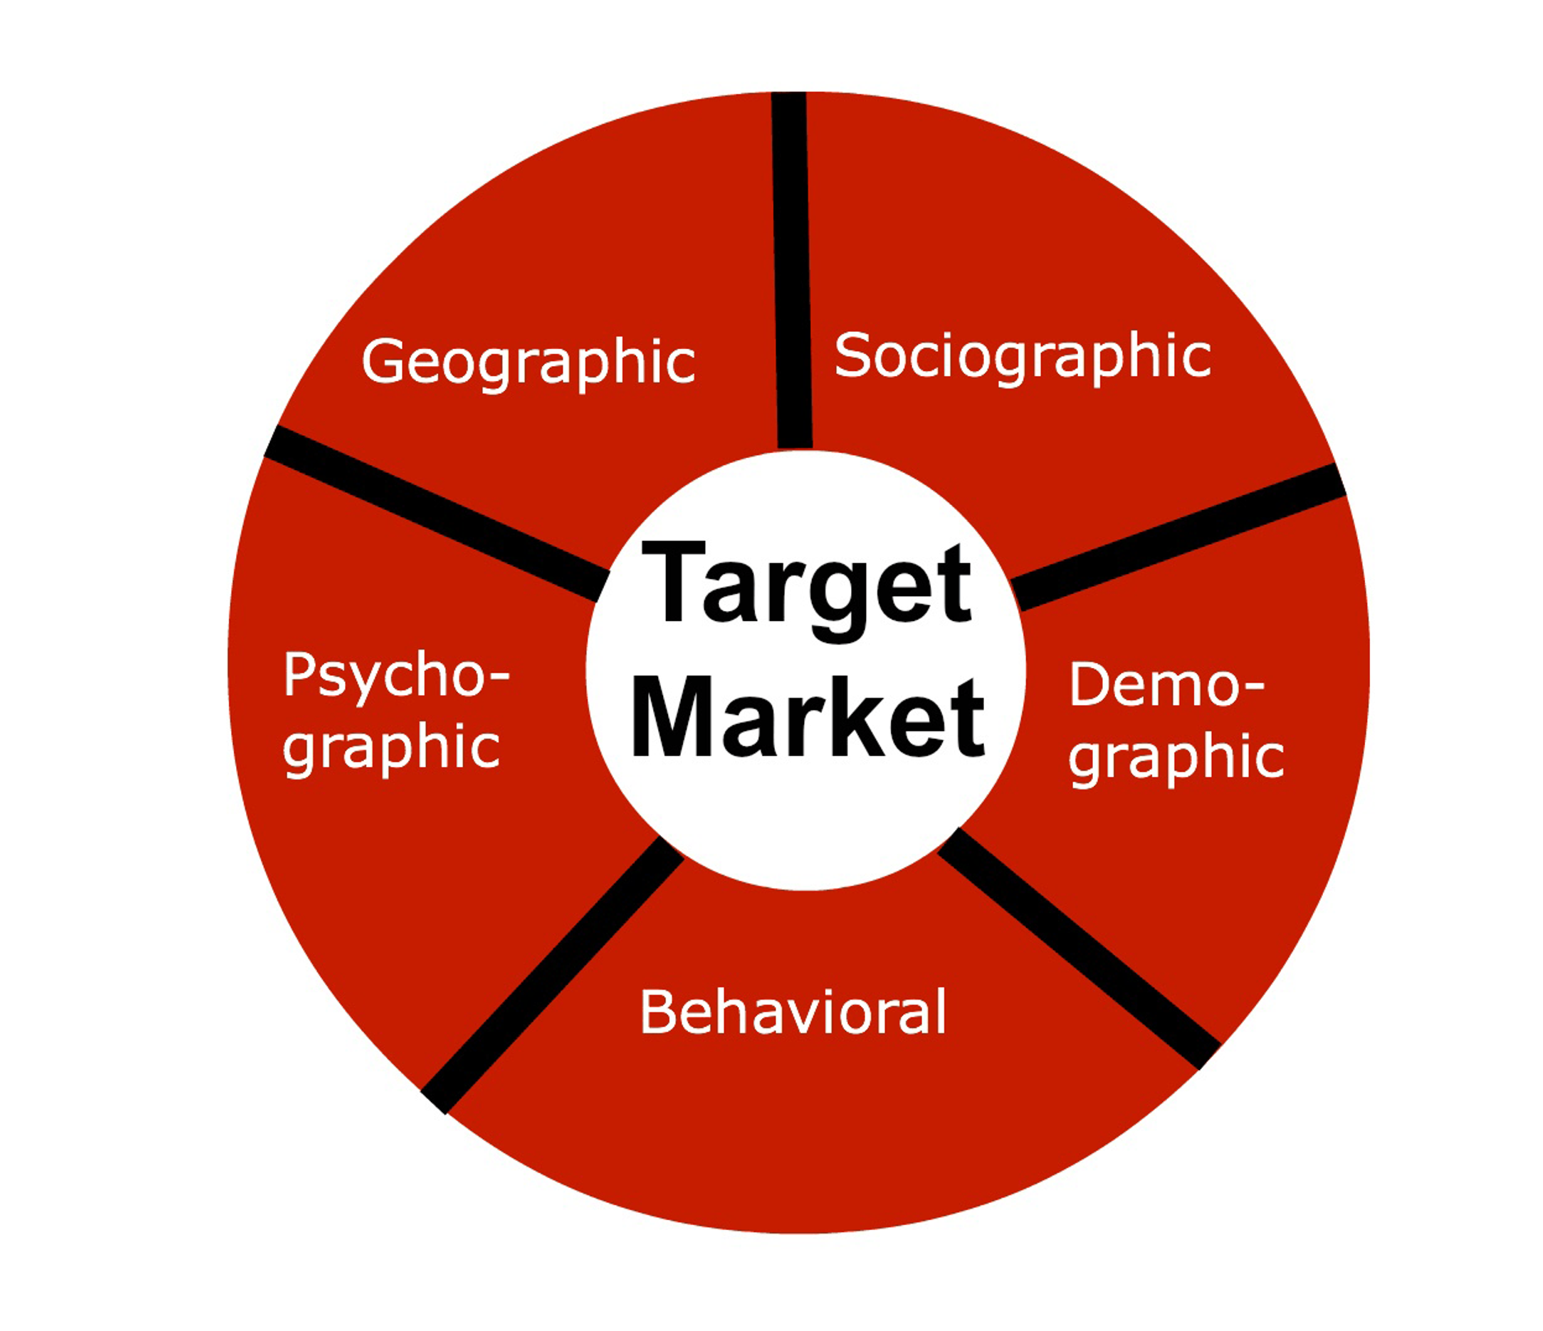 Geographic
Sociographic
Target
Market
Psycho-
graphic
Demo-
graphic
Behavioral